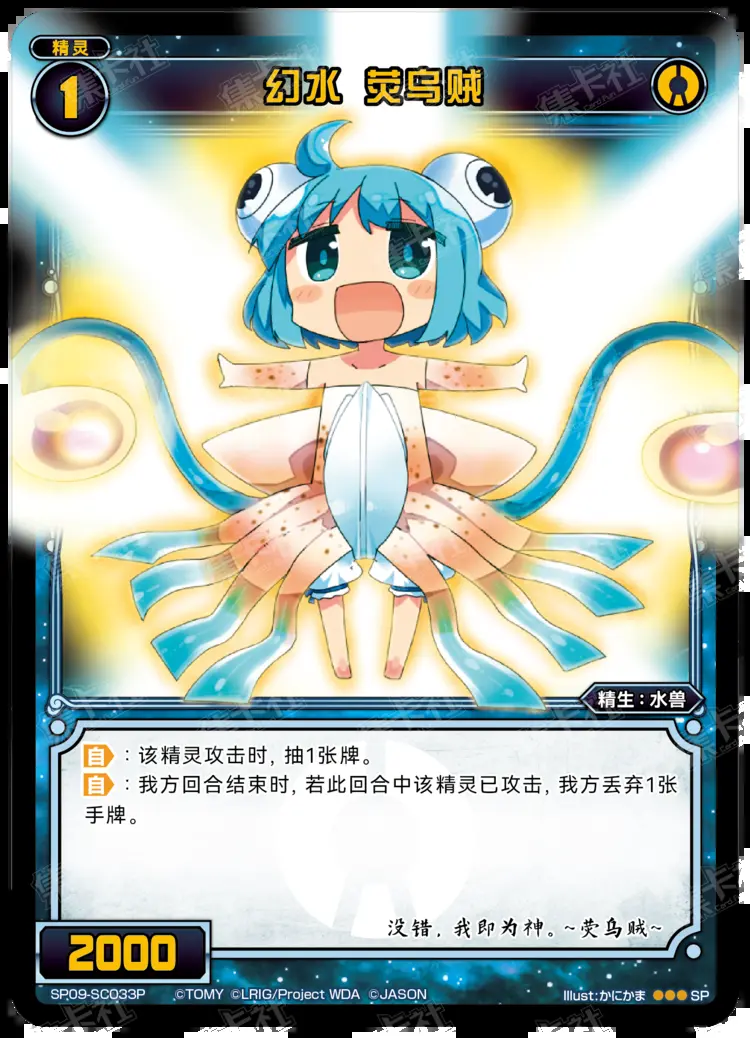 精灵
1
幻水 荧乌贼
精生：水兽
自：该精灵攻击时，抽1张牌。
自：我方回合结束时，若此回合中该精灵已攻击，我方丢弃1张
手牌。
没错，我即为神。~荧乌贼~
2000
SP09-SC033P ©TOMY ©LRIG/Project WDA ©JASON Illust:かにかま SP
集卡社